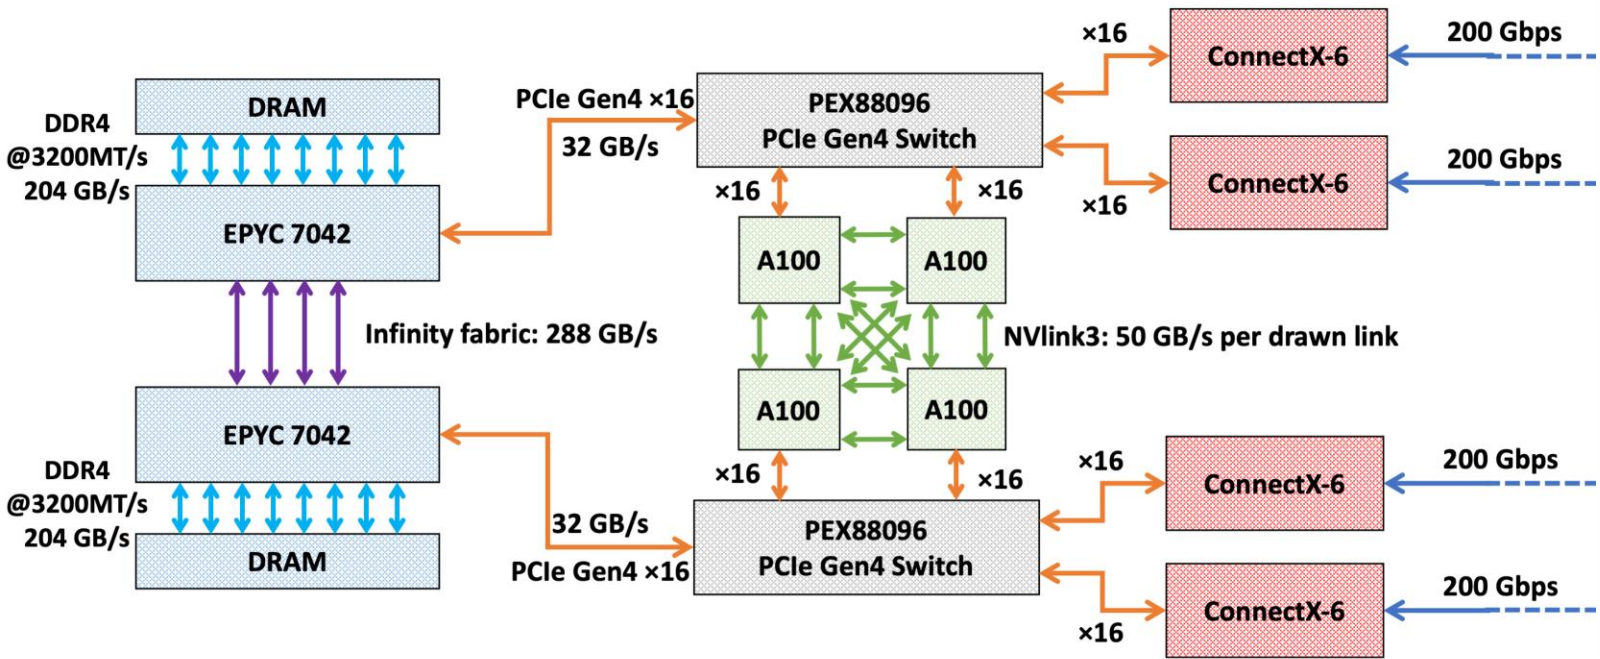 DRAM
DDR4
@3200MT/s
204 GB/s
EPYC 7042
PCIe Gen4 ×16
32 GB/s
PEX88096
PCIe Gen4 Switch
×16
ConnectX-6
200 Gbps
×16
ConnectX-6
200 Gbps
×16
×16
A100
A100
Infinity fabric: 288 GB/s
NVlink3: 50 GB/s per drawn link
A100
A100
×16
×16
EPYC 7042
DDR4
@3200MT/s
204 GB/s
DRAM
32 GB/s
PCIe Gen4 ×16
PEX88096
PCIe Gen4 Switch
×16
ConnectX-6
200 Gbps
×16
ConnectX-6
200 Gbps